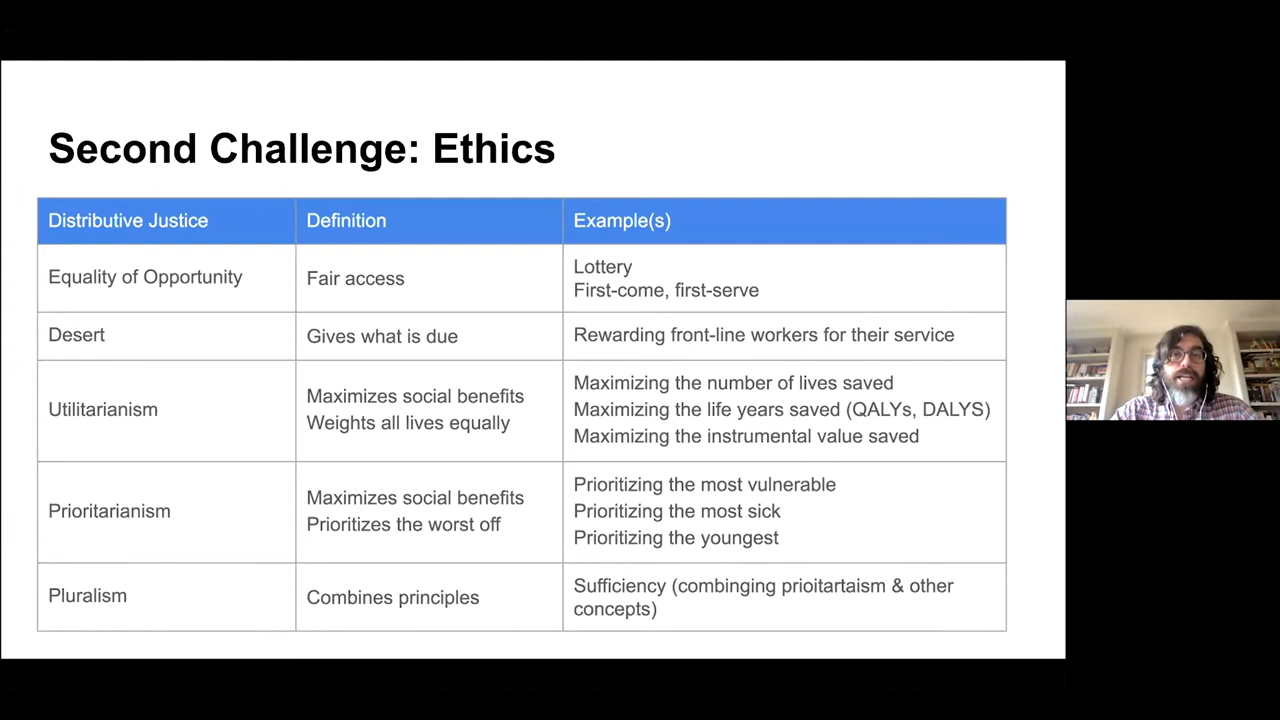 Second Challenge: Ethics
Distributive Justice
Definition
Example(s)
Equality of Opportunity
Fair access
Lottery
First-come, first-serve
Desert
Gives what is due
Rewarding front-line workers for their service
Utilitarianism
Maximizes social benefits
Weights all lives equally
Maximizing the number of lives saved
Maximizing the life years saved (QALYs, DALYS)
Maximizing the instrumental value saved
Prioritarianism
Maximizes social benefits
Prioritizes the worst off
Prioritizing the most vulnerable
Prioritizing the most sick
Prioritizing the youngest
Pluralism
Combines principles
Sufficiency (combinging prioitartaism & other
concepts)